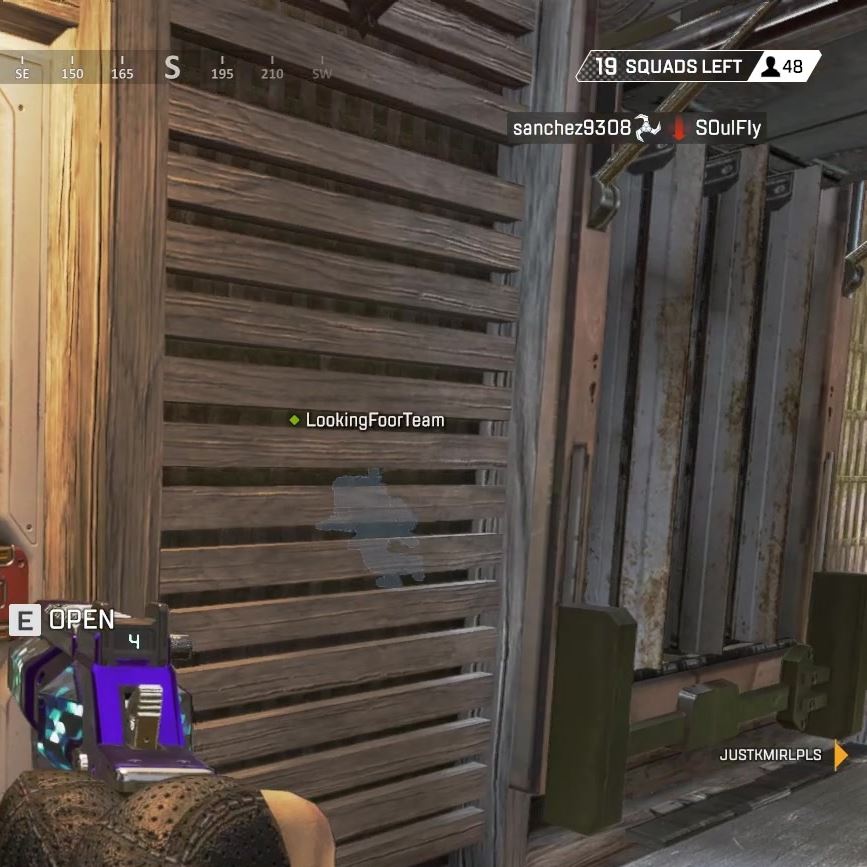 SE 150 165 S 195 210 SW
19 SQUADS LEFT 48
sanchez9308 S0ulFly
LookingFoorTeam
E OPEN
4
JUSTKMIRLPLS